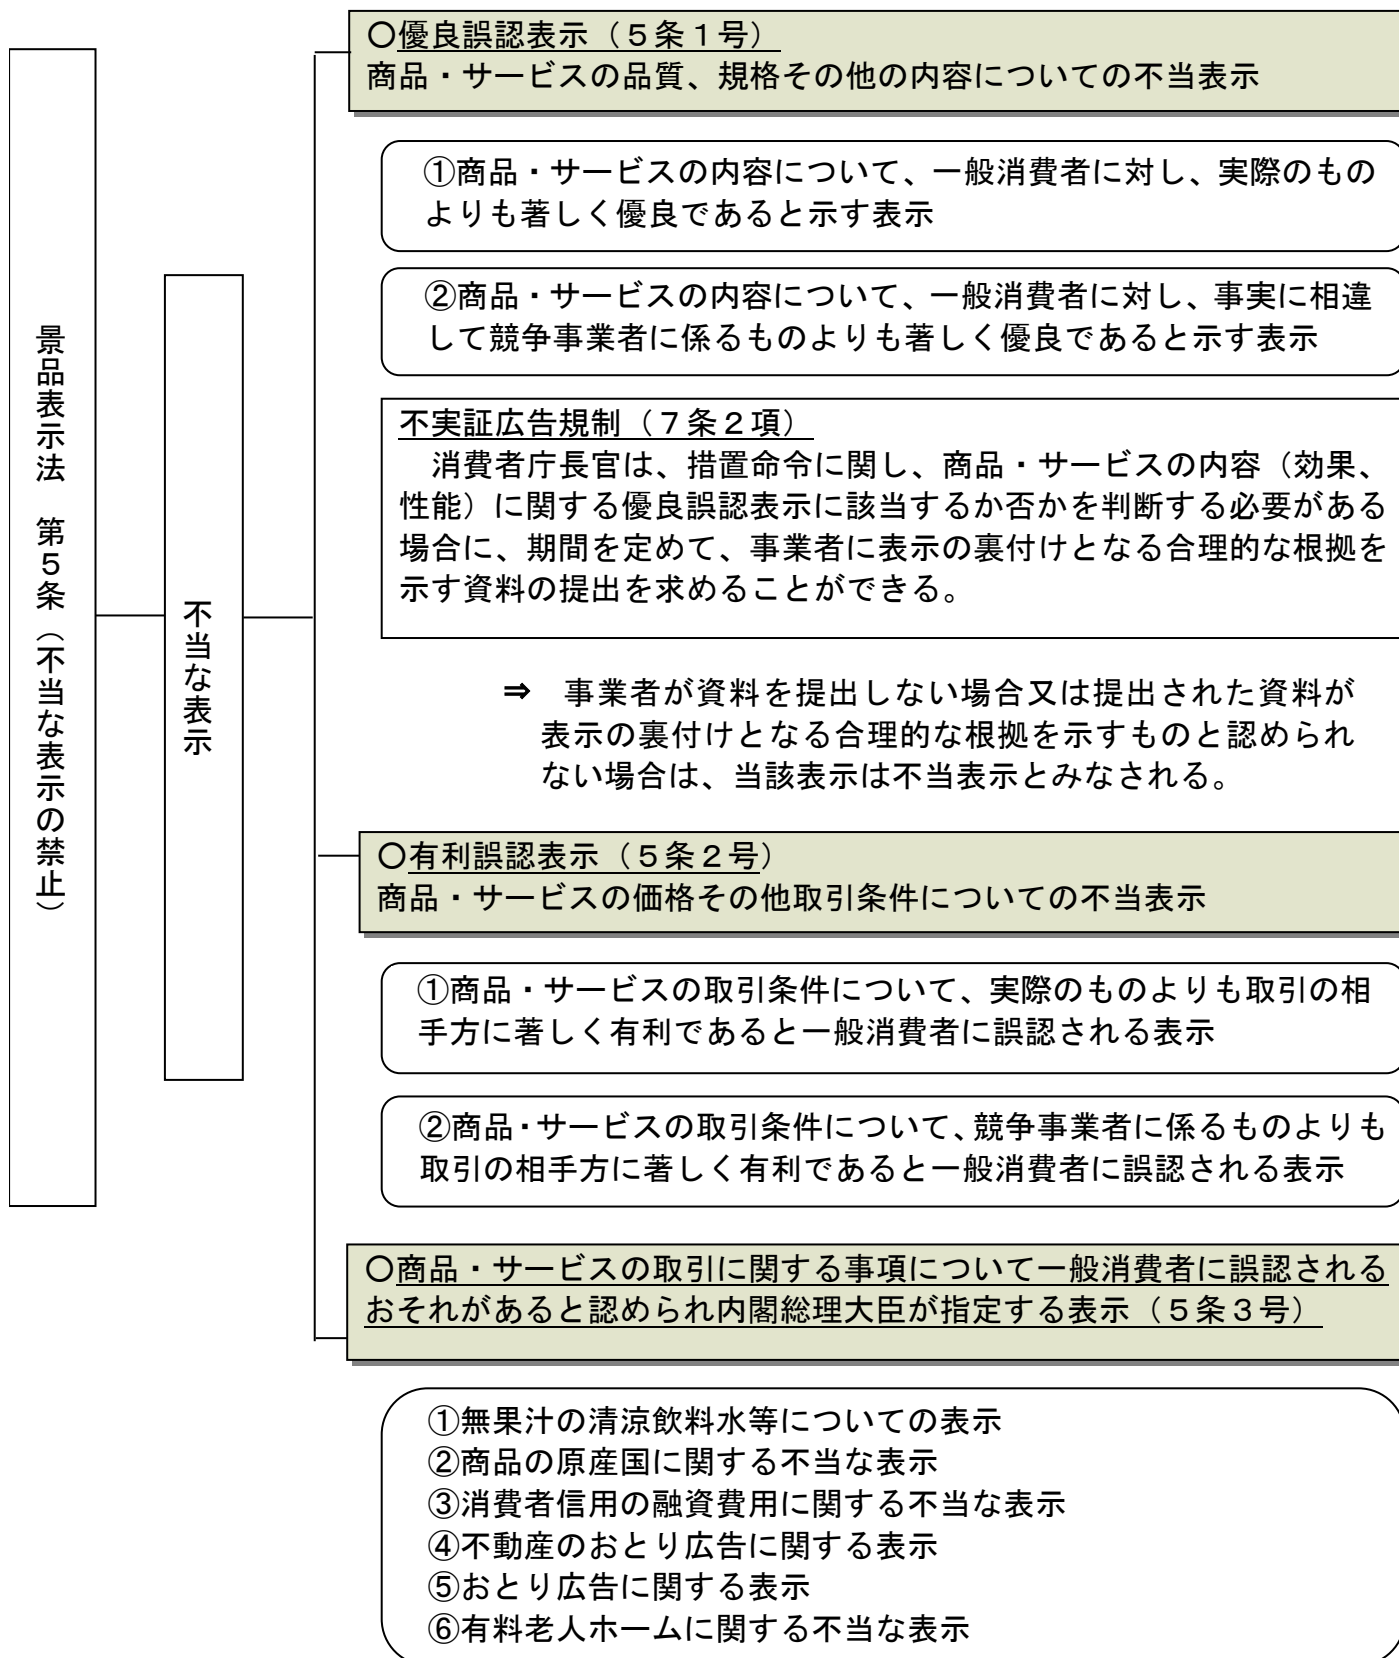 景品表示法　第５条（不当な表示の禁止）
不当な表示
○優良誤認表示（５条１号）
商品・サービスの品質、規格その他の内容についての不当表示
①商品・サービスの内容について、一般消費者に対し、実際のもの
よりも著しく優良であると示す表示
②商品・サービスの内容について、一般消費者に対し、事実に相違
して競争事業者に係るものよりも著しく優良であると示す表示
不実証広告規制（７条２項）
　消費者庁長官は、措置命令に関し、商品・サービスの内容（効果、
性能）に関する優良誤認表示に該当するか否かを判断する必要がある
場合に、期間を定めて、事業者に表示の裏付けとなる合理的な根拠を
示す資料の提出を求めることができる。
⇒　事業者が資料を提出しない場合又は提出された資料が
表示の裏付けとなる合理的な根拠を示すものと認められ
ない場合は、当該表示は不当表示とみなされる。
○有利誤認表示（５条２号）
商品・サービスの価格その他取引条件についての不当表示
①商品・サービスの取引条件について、実際のものよりも取引の相
手方に著しく有利であると一般消費者に誤認される表示
②商品・サービスの取引条件について、競争事業者に係るものよりも
取引の相手方に著しく有利であると一般消費者に誤認される表示
○商品・サービスの取引に関する事項について一般消費者に誤認される
おそれがあると認められ内閣総理大臣が指定する表示（５条３号）
①無果汁の清涼飲料水等についての表示
②商品の原産国に関する不当な表示
③消費者信用の融資費用に関する不当な表示
④不動産のおとり広告に関する表示
⑤おとり広告に関する表示
⑥有料老人ホームに関する不当な表示